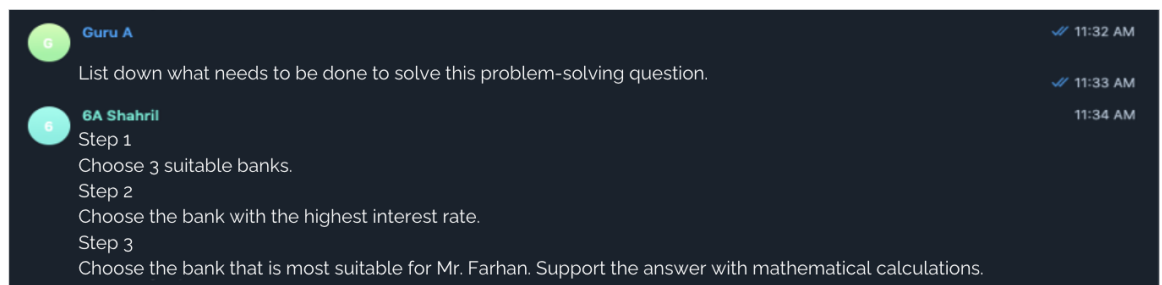 G
Guru A
11:32 AM
List down what needs to be done to solve this problem-solving question.
11:33 AM
6
6A Shahril
11:34 AM
Step 1
Choose 3 suitable banks.
Step 2
Choose the bank with the highest interest rate.
Step 3
Choose the bank that is most suitable for Mr. Farhan. Support the answer with mathematical calculations.